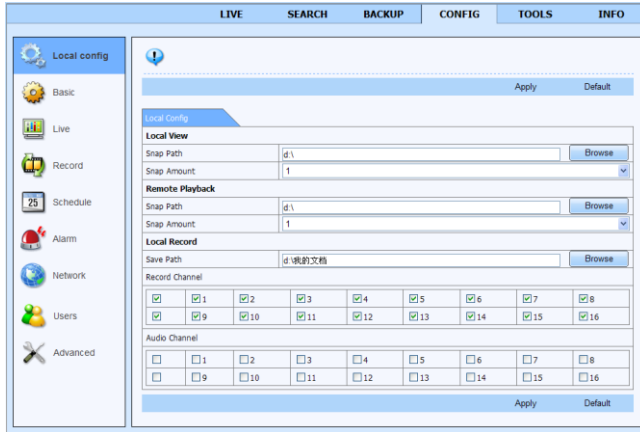 LIVE SEARCH BACKUP CONFIG TOOLS INFO
Local config
Basic
Live
Record
25 Schedule
Alarm
Network
Users
Advanced
Apply Default
Local Config
Local View
Snap Path d:\ Browse
Snap Amount 1
Remote Playback
Snap Path d:\ Browse
Snap Amount 1
Local Record
Save Path d:\我的文档 Browse
Record Channel
1 2 3 4 5 6 7 8
9 10 11 12 13 14 15 16
Audio Channel
1 2 3 4 5 6 7 8
9 10 11 12 13 14 15 16
Apply Default